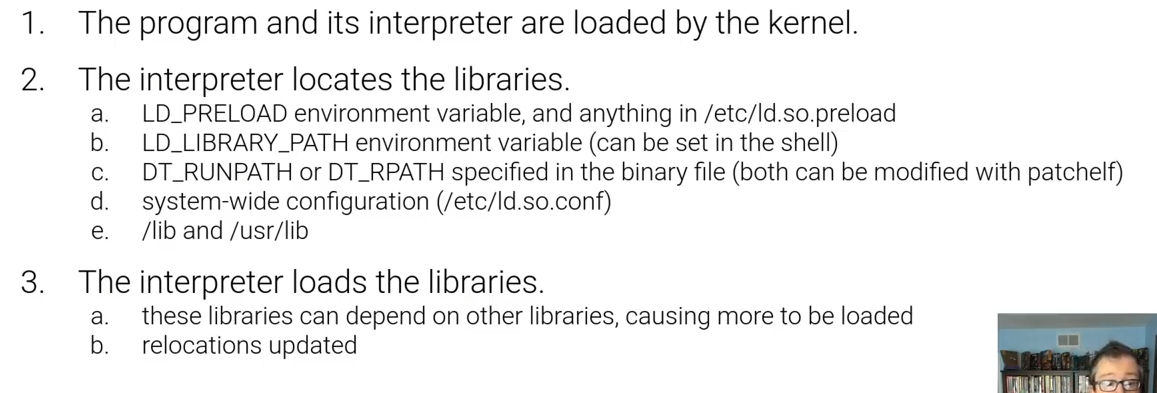 1. The program and its interpreter are loaded by the kernel.
2. The interpreter locates the libraries.
a. LD_PRELOAD environment variable, and anything in /etc/ld.so.preload
b. LD_LIBRARY_PATH environment variable (can be set in the shell)
c. DT_RUNPATH or DT_RPATH specified in the binary file (both can be modified with patchelf)
d. system-wide configuration (/etc/ld.so.conf)
e. /lib and /usr/lib
3. The interpreter loads the libraries.
a. these libraries can depend on other libraries, causing more to be loaded
b. relocations updated